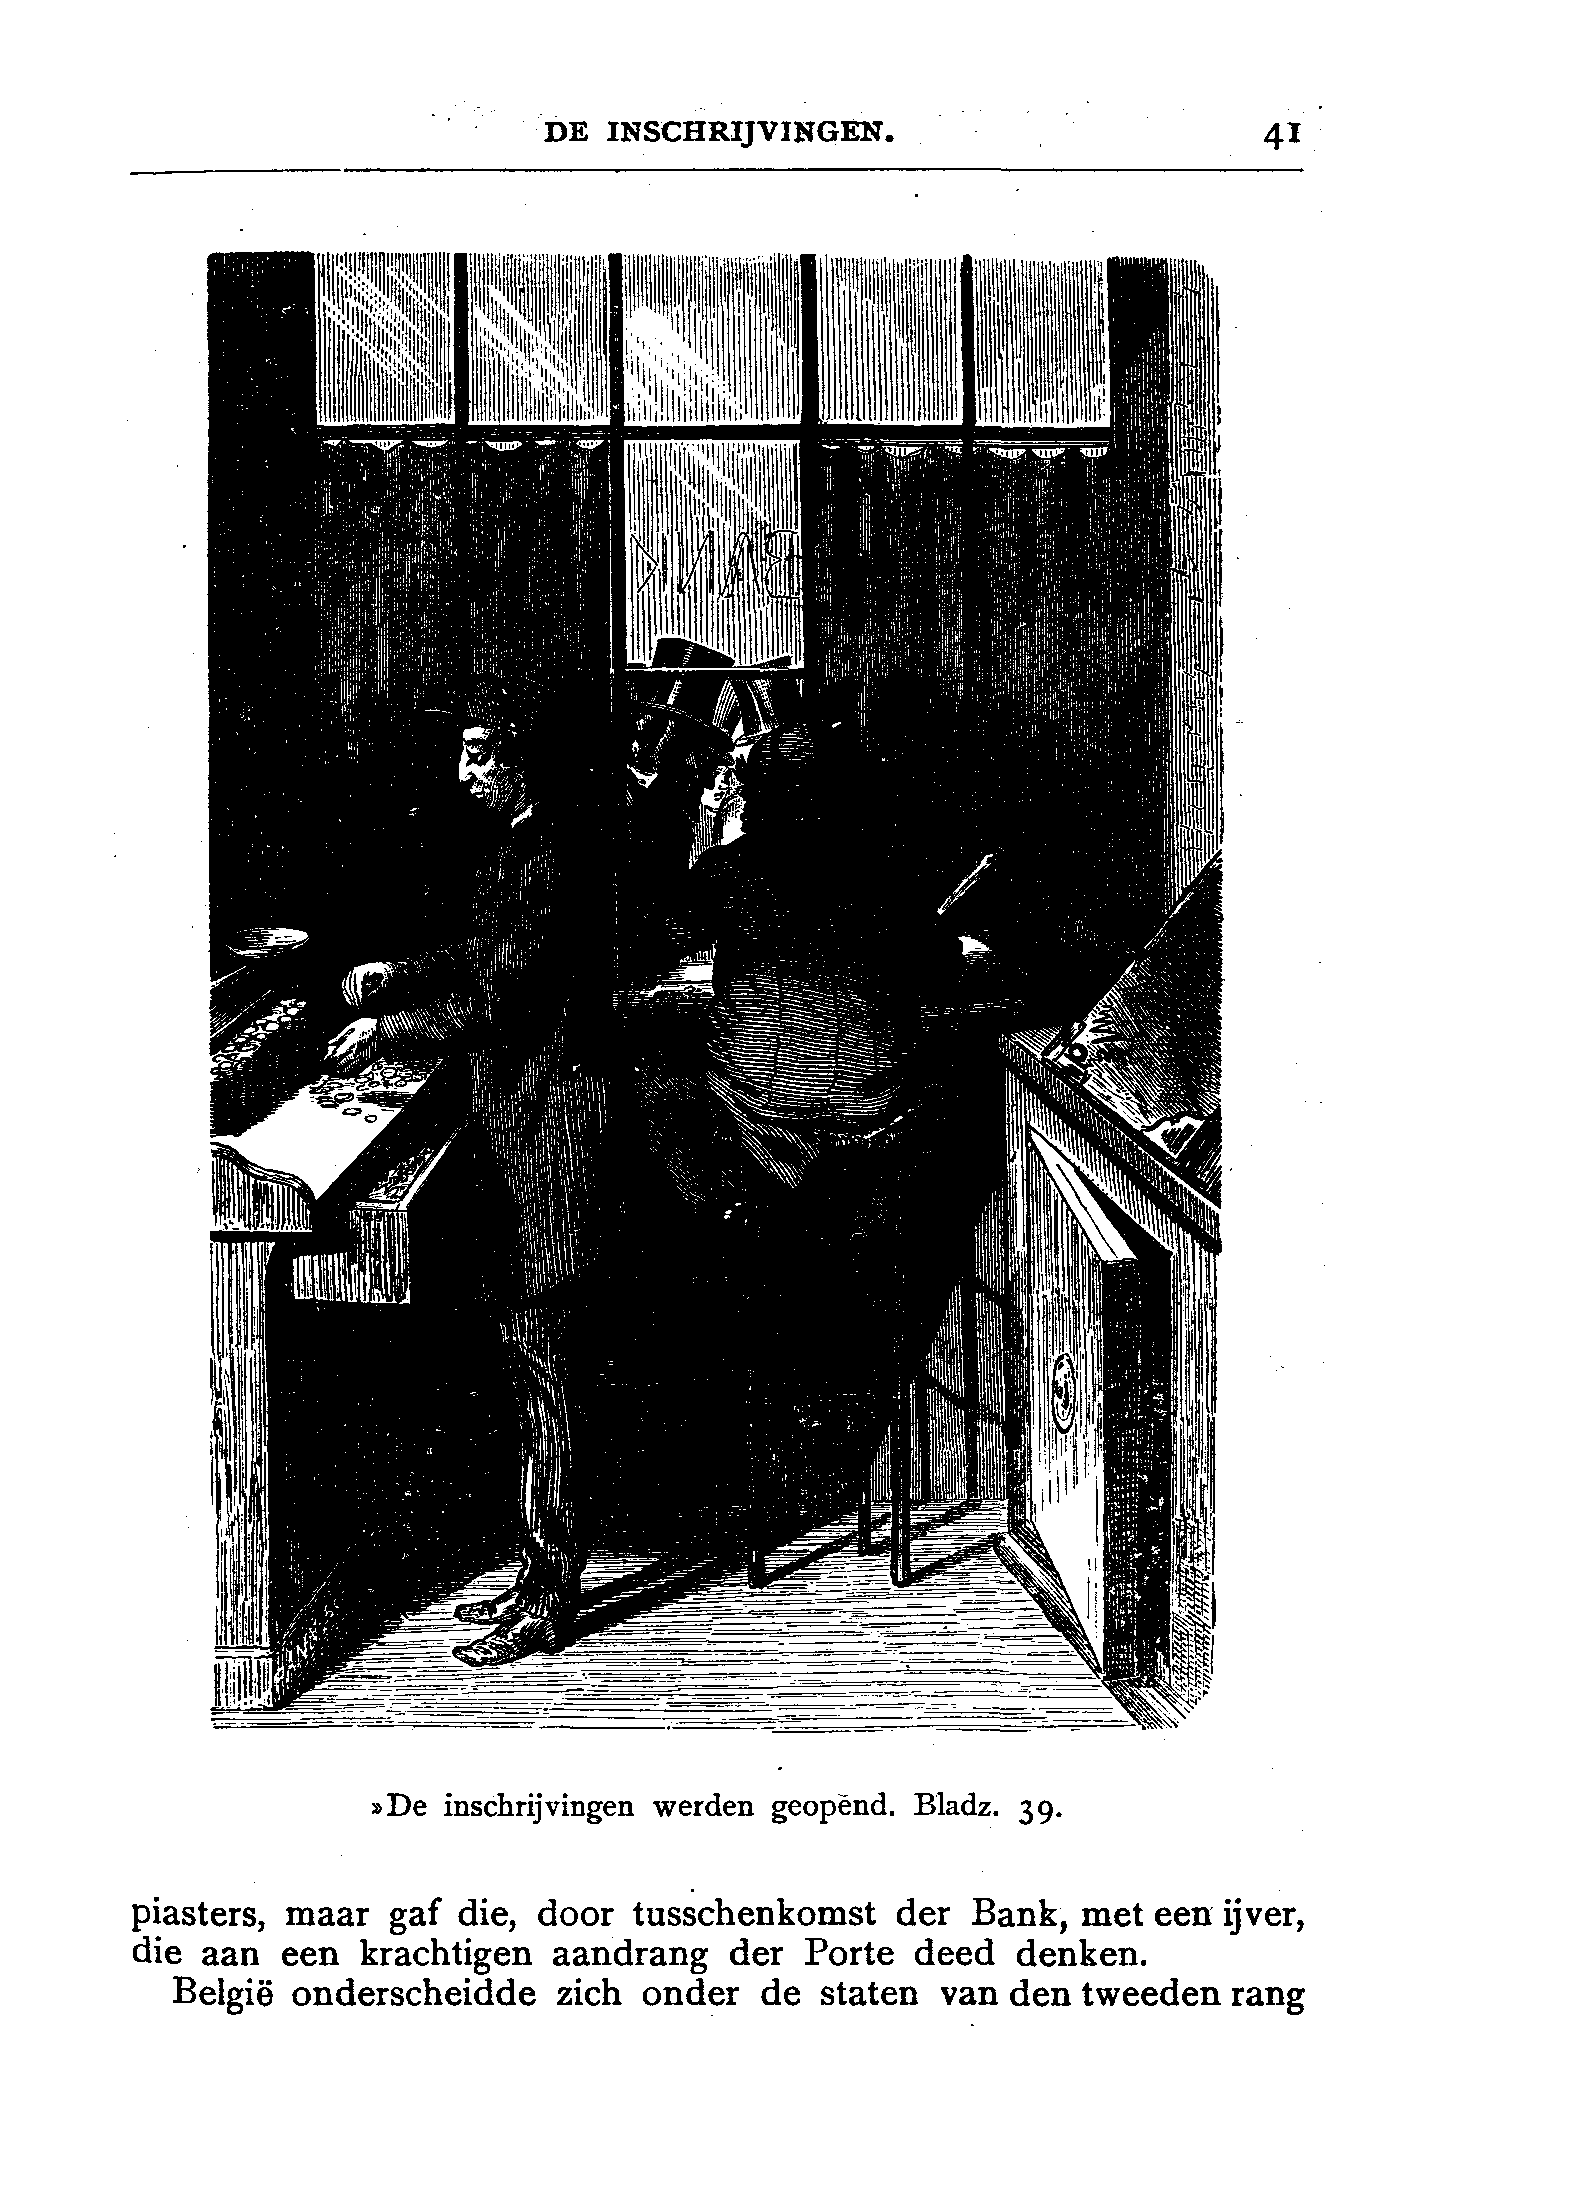 DE INSCHRIJVINGEN. 41
BANK
»De inschrijvingen werden geopend. Bladz. 39.
piasters, maar gaf die, door tusschenkomst der Bank, met een ijver,
die aan een krachtigen aandrang der Porte deed denken.
België onderscheidde zich onder de staten van den tweeden rang